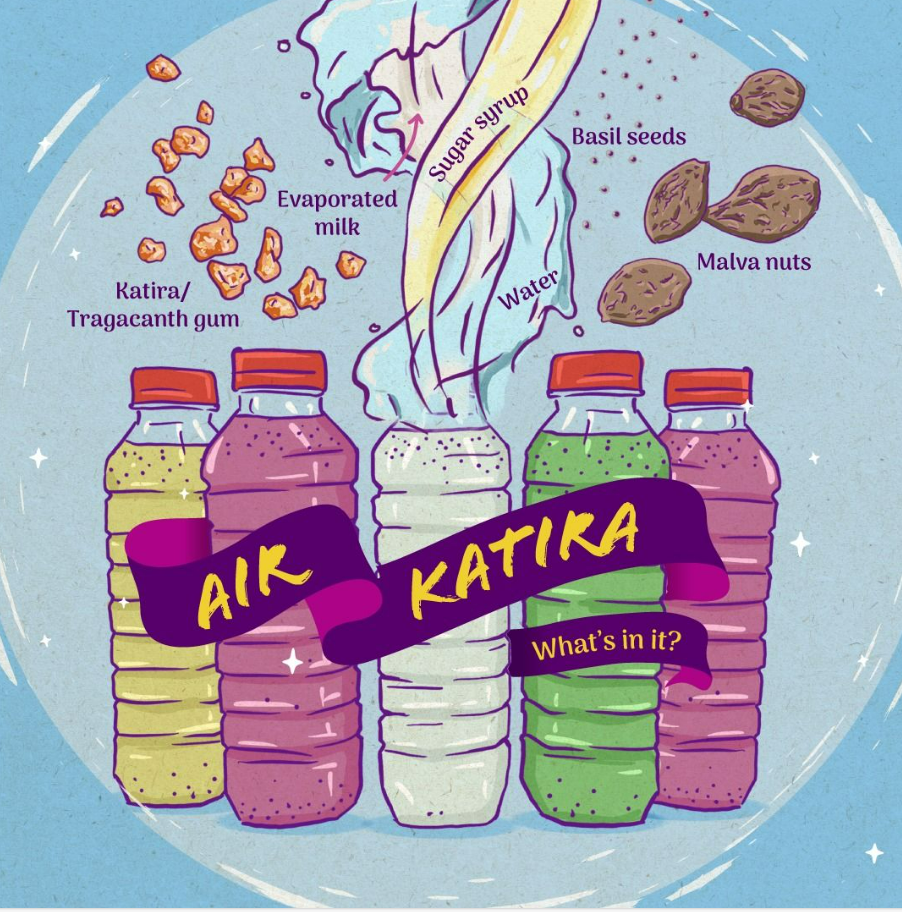 Sugar syrup
Basil seeds
Evaporated
milk
Water
Malva nuts
Katira/
Tragacanth gum
AIR KATIRA
What's in it?